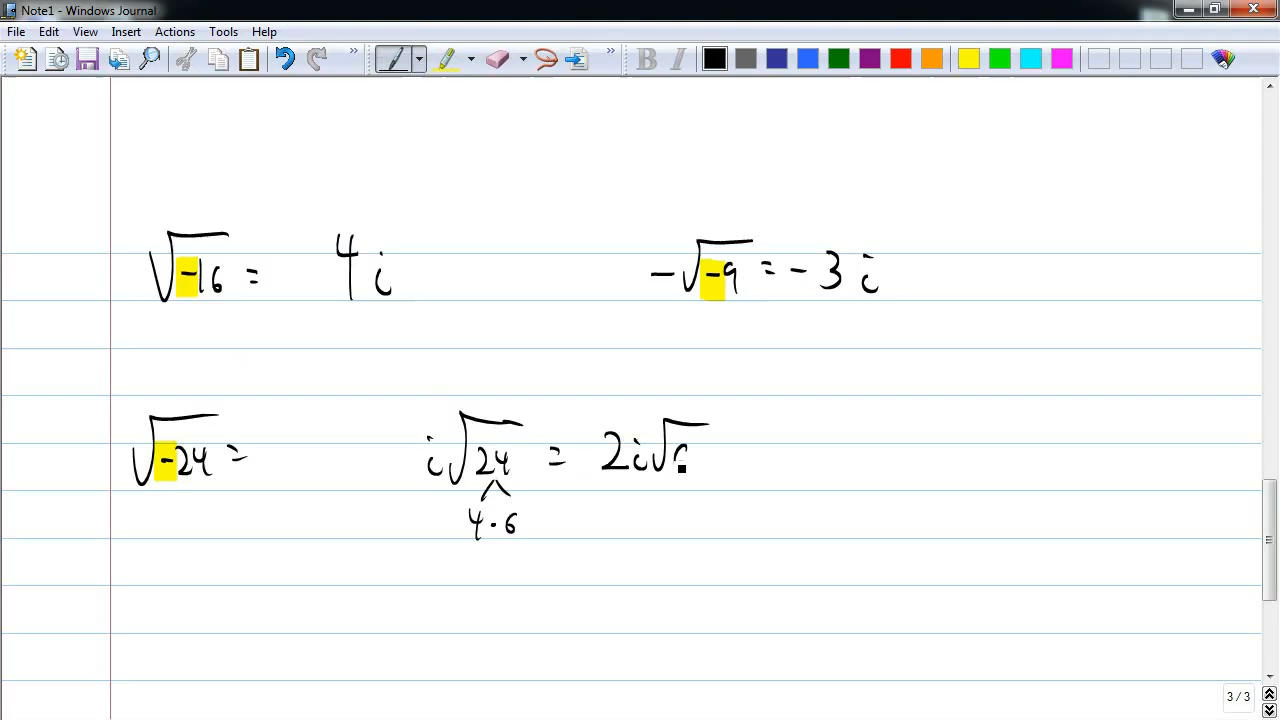 Note1 - Windows Journal
File Edit View Insert Actions Tools Help
B I
√-16 = 4i
-√-9 = -3i
√-24 = i√24 = 2i√
4·6
3 / 3